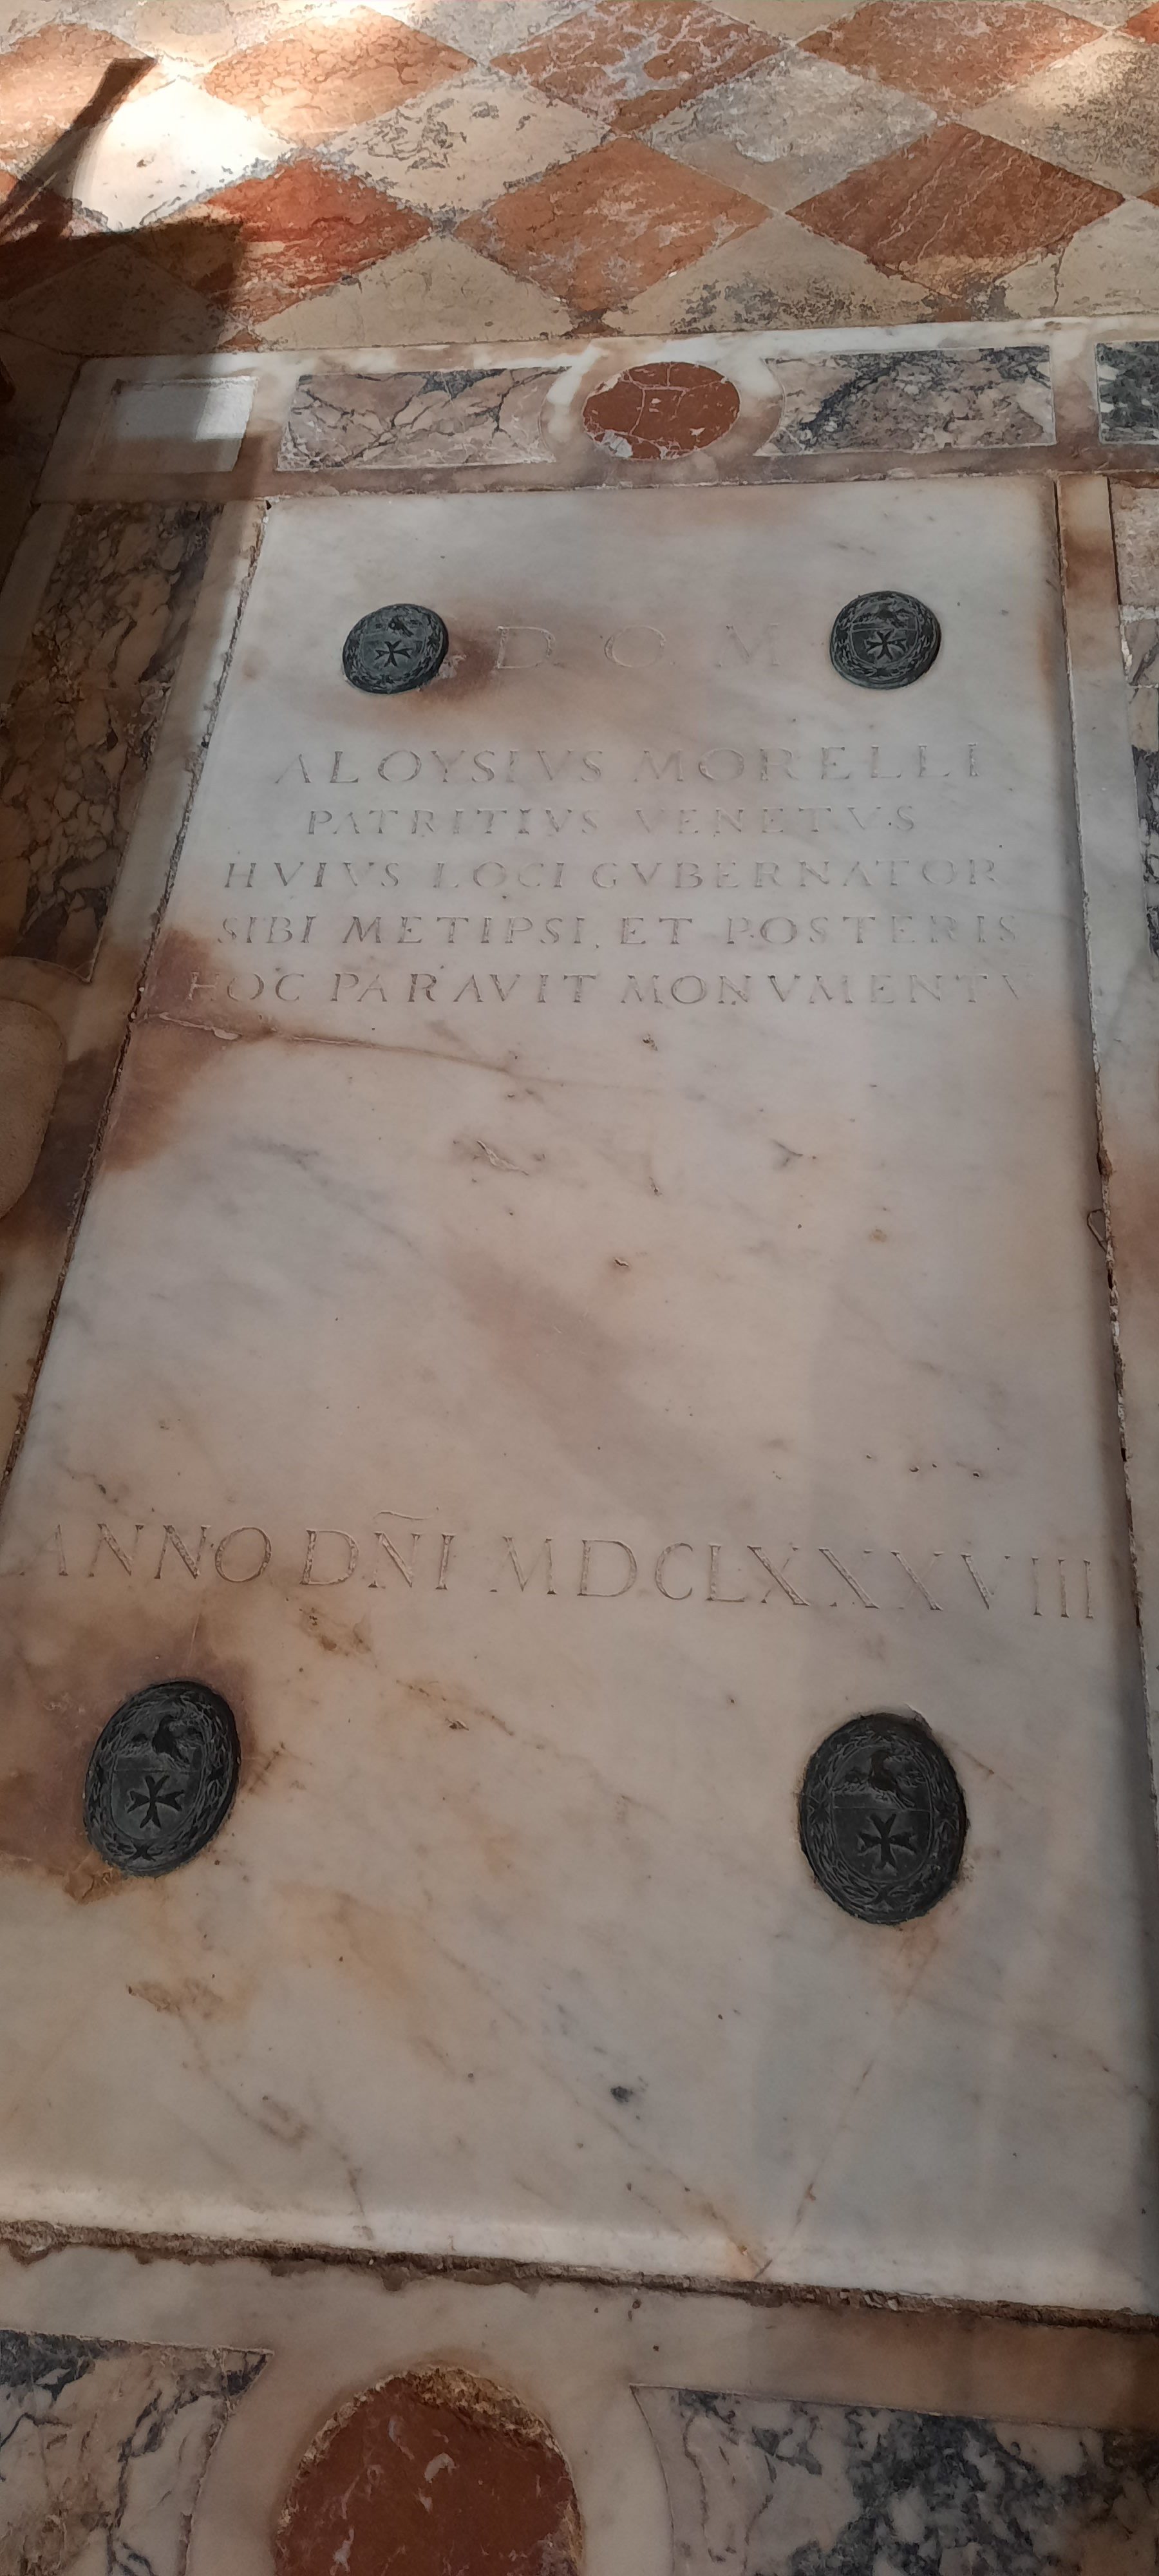 D. O. M
ALOYSIVS MORELLI
PATRITIVS VENETVS
HVIVS LOCI GVBERNATOR
SIBI METIPSI, ET POSTERIS
HOC PARAVIT MONVMENTV
ANNO DÑI MDCLXXXVIII